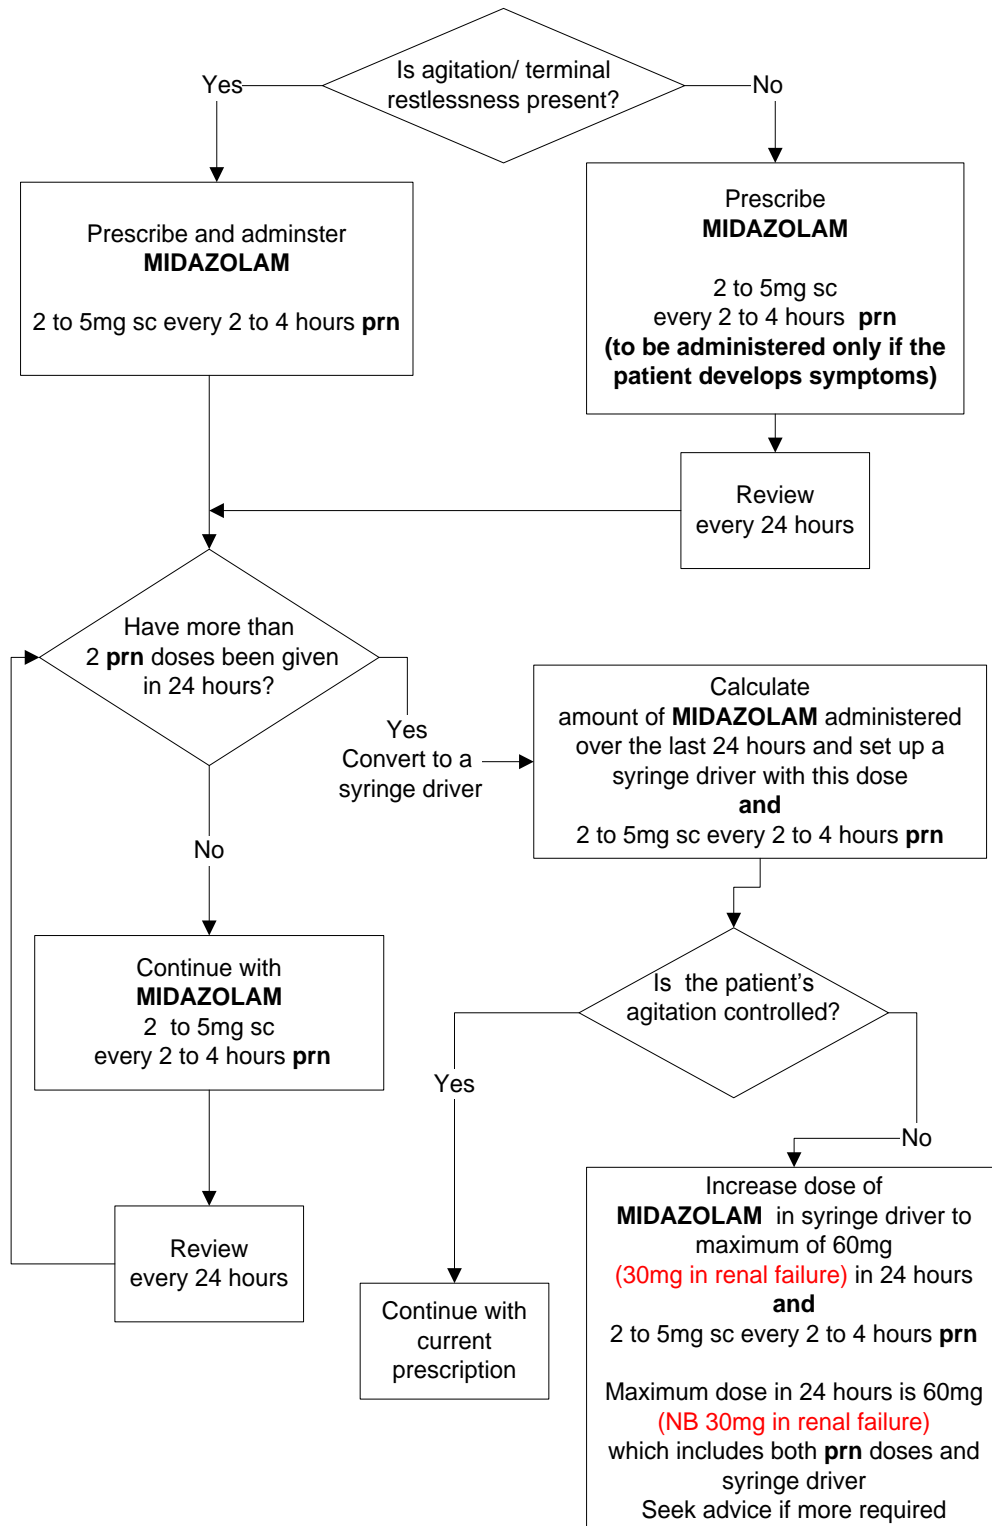 Is agitation/ terminal
restlessness present?
Yes
No
Prescribe and adminster
MIDAZOLAM
2 to 5mg sc every 2 to 4 hours prn
Prescribe
MIDAZOLAM
2 to 5mg sc
every 2 to 4 hours prn
(to be administered only if the
patient develops symptoms)
Review
every 24 hours
Have more than
2 prn doses been given
in 24 hours?
Yes
Convert to a
syringe driver
Calculate
amount of MIDAZOLAM administered
over the last 24 hours and set up a
syringe driver with this dose
and
2 to 5mg sc every 2 to 4 hours prn
No
Continue with
MIDAZOLAM
2 to 5mg sc
every 2 to 4 hours prn
Review
every 24 hours
Is the patient's
agitation controlled?
Yes
No
Continue with
current
prescription
Increase dose of
MIDAZOLAM in syringe driver to
maximum of 60mg
(30mg in renal failure) in 24 hours
and
2 to 5mg sc every 2 to 4 hours prn
Maximum dose in 24 hours is 60mg
(NB 30mg in renal failure)
which includes both prn doses and
syringe driver
Seek advice if more required